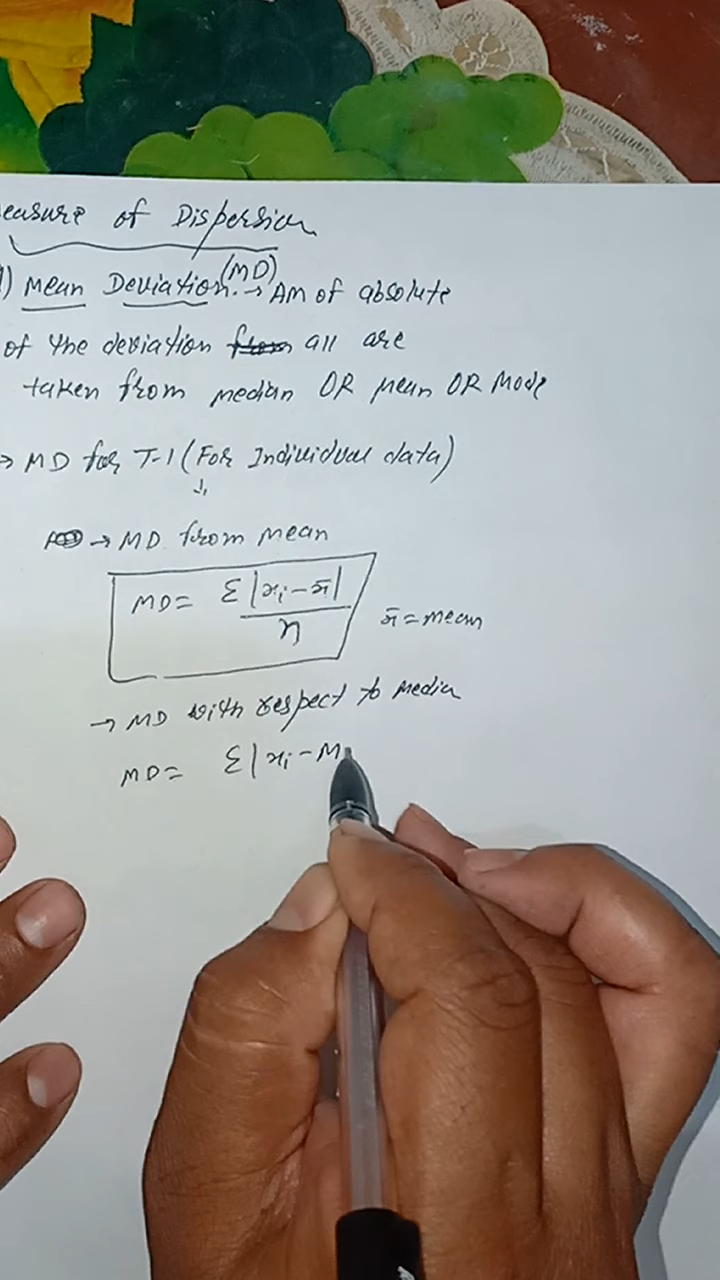 easure of Dispersion
1) Mean Deviation. (MD) → AM of absolute
of the deviation from all are
taken from median OR Mean OR Mode
→ MD for T-1 (For Individual data)
↓
→ MD from mean
MD = Σ|xi - x̄| / n
x̄ = mean
→ MD with respect to Media
MD = Σ|xi - M